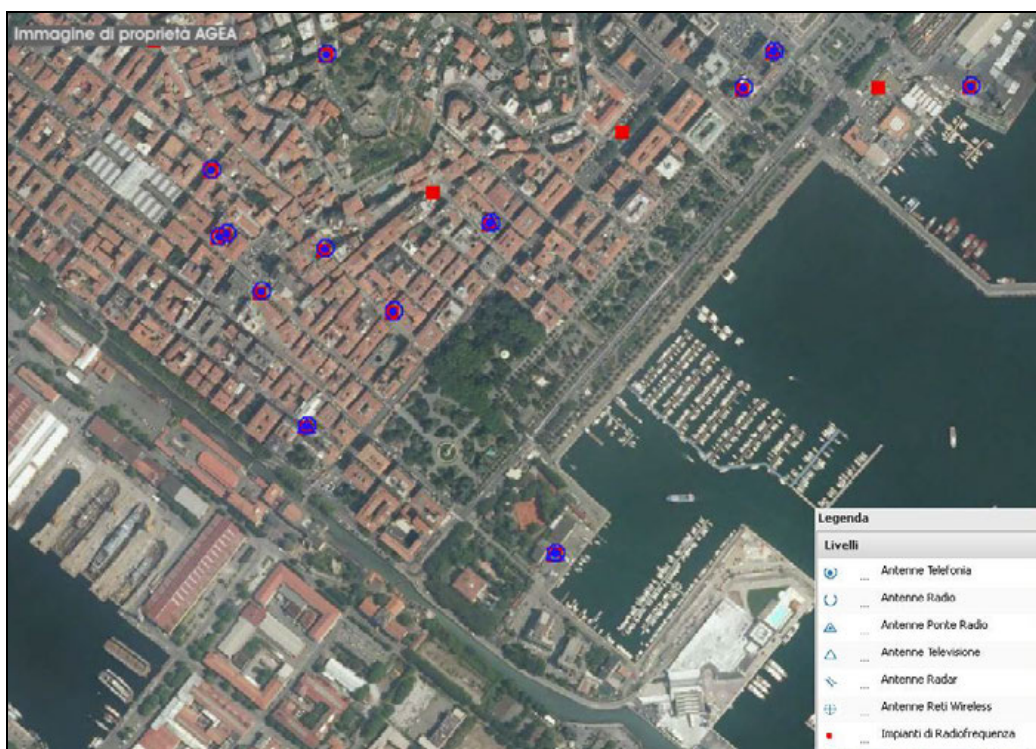 Immagine di proprietà AGEA
Legenda
Livelli
... Antenne Telefonia
... Antenne Radio
... Antenne Ponte Radio
... Antenne Televisione
... Antenne Radar
... Antenne Reti Wireless
... Impianti di Radiofrequenza